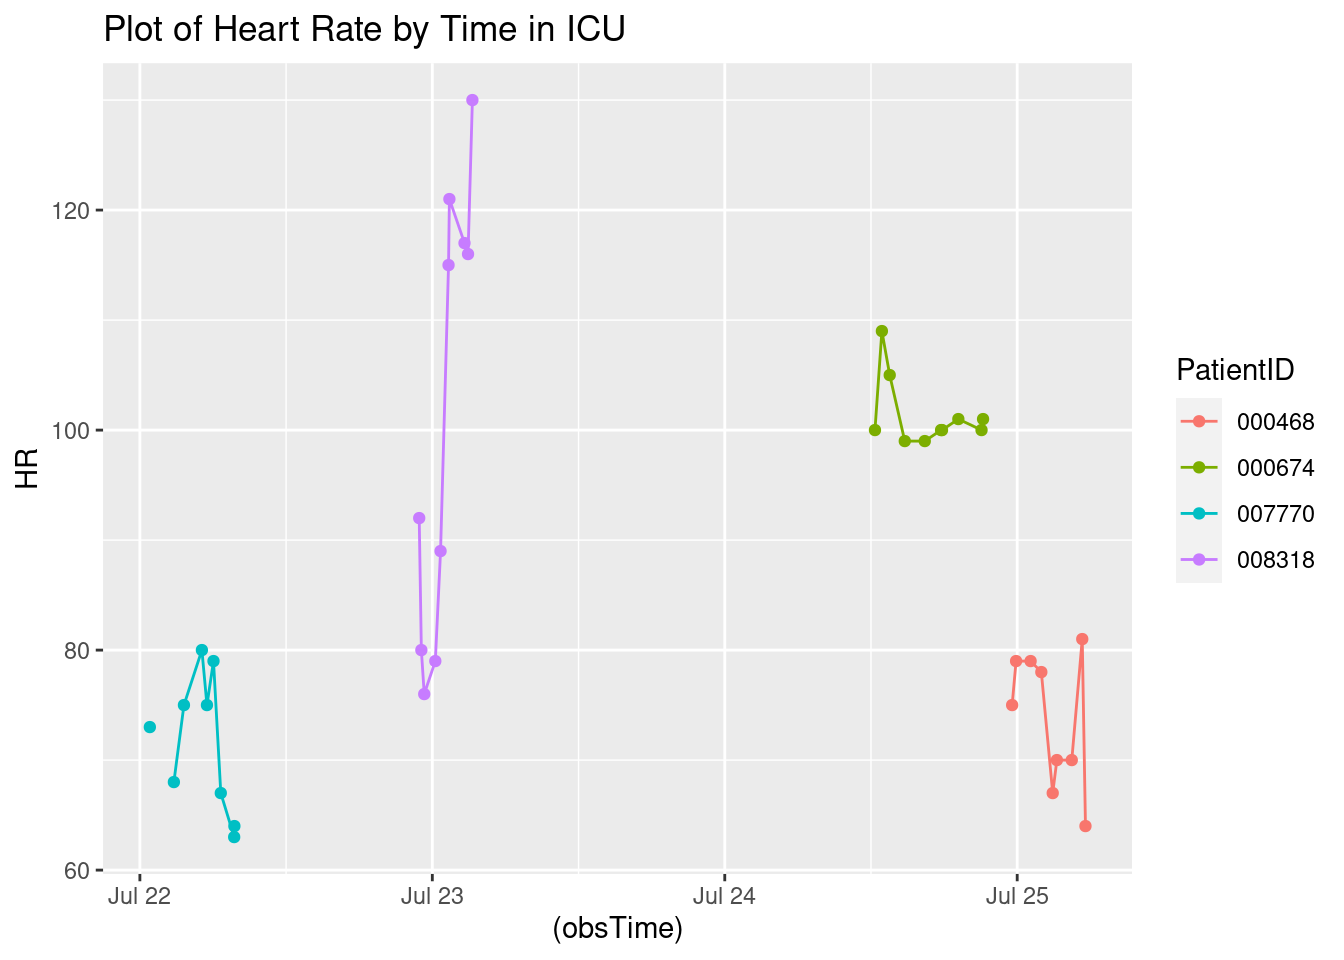 Plot of Heart Rate by Time in ICU
120
100
80
60
HR
Jul 22
Jul 23
Jul 24
Jul 25
(obsTime)
PatientID
000468
000674
007770
008318